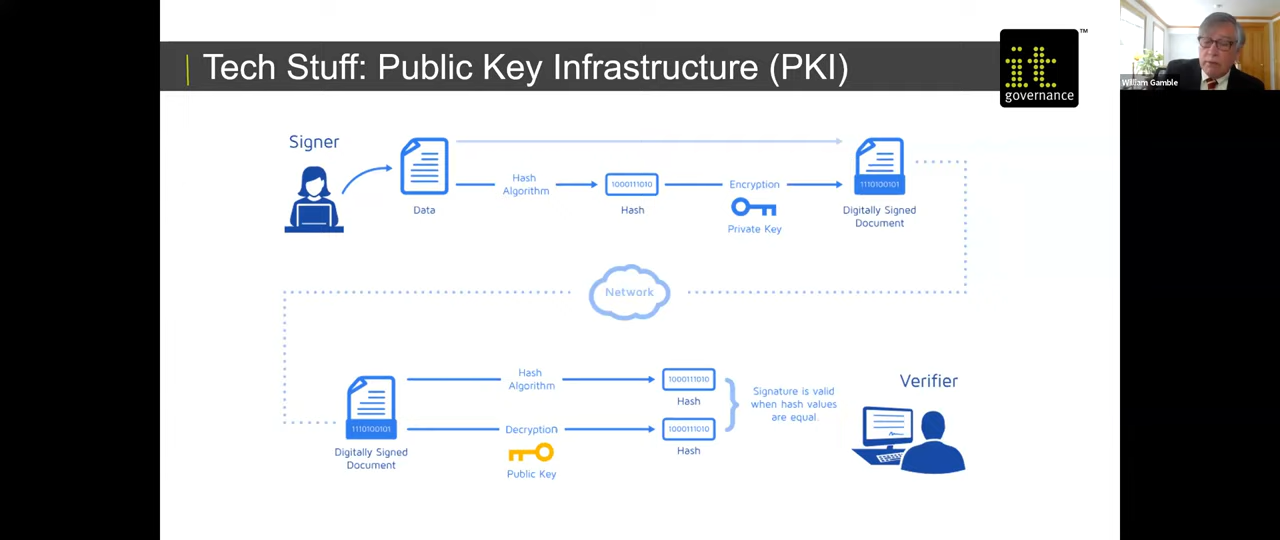 Tech Stuff: Public Key Infrastructure (PKI)
it
governance
™
William Gamble
Signer
Data
Hash
Algorithm
1000111010
Hash
Encryption
Private Key
1110100101
Digitally Signed
Document
Network
1110100101
Digitally Signed
Document
Hash
Algorithm
1000111010
Hash
Decryption
Public Key
1000111010
Hash
Signature is valid
when hash values
are equal.
Verifier